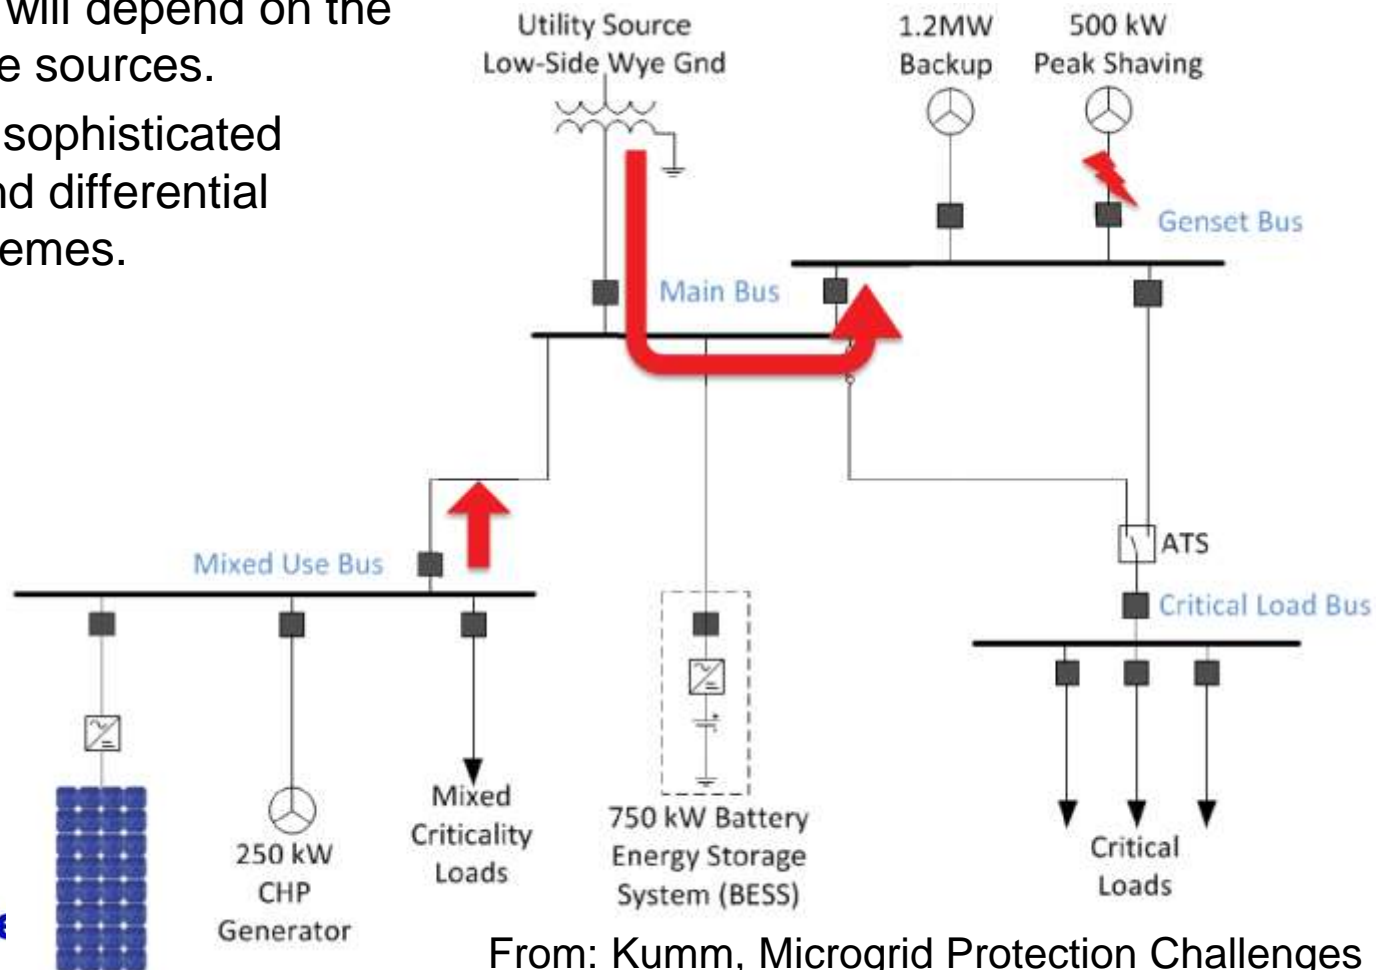 will depend on the
e sources.
sophisticated
nd differential
emes.
Utility Source
Low-Side Wye Gnd
1.2MW
Backup
500 kW
Peak Shaving
Genset Bus
Main Bus
Mixed Use Bus
ATS
Critical Load Bus
Mixed
Criticality
Loads
250 kW
CHP
Generator
750 kW Battery
Energy Storage
System (BESS)
Critical
Loads
e
From: Kumm, Microgrid Protection Challenges